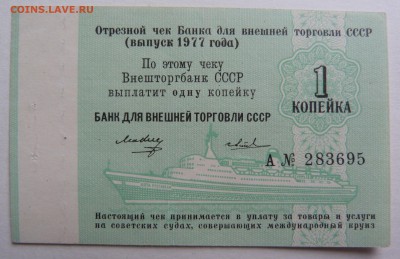 COINS.LAVE.RU
Отрезной чек Банка для внешней торговли СССР
(выпуск 1977 года)
По этому чеку
Внешторгбанк СССР
выплатит одну копейку
1
КОПЕЙКА
БАНК ДЛЯ ВНЕШНЕЙ ТОРГОВЛИ СССР
А № 283695
Настоящий чек принимается в уплату за товары и услуги
на советских судах, совершающих международный круиз